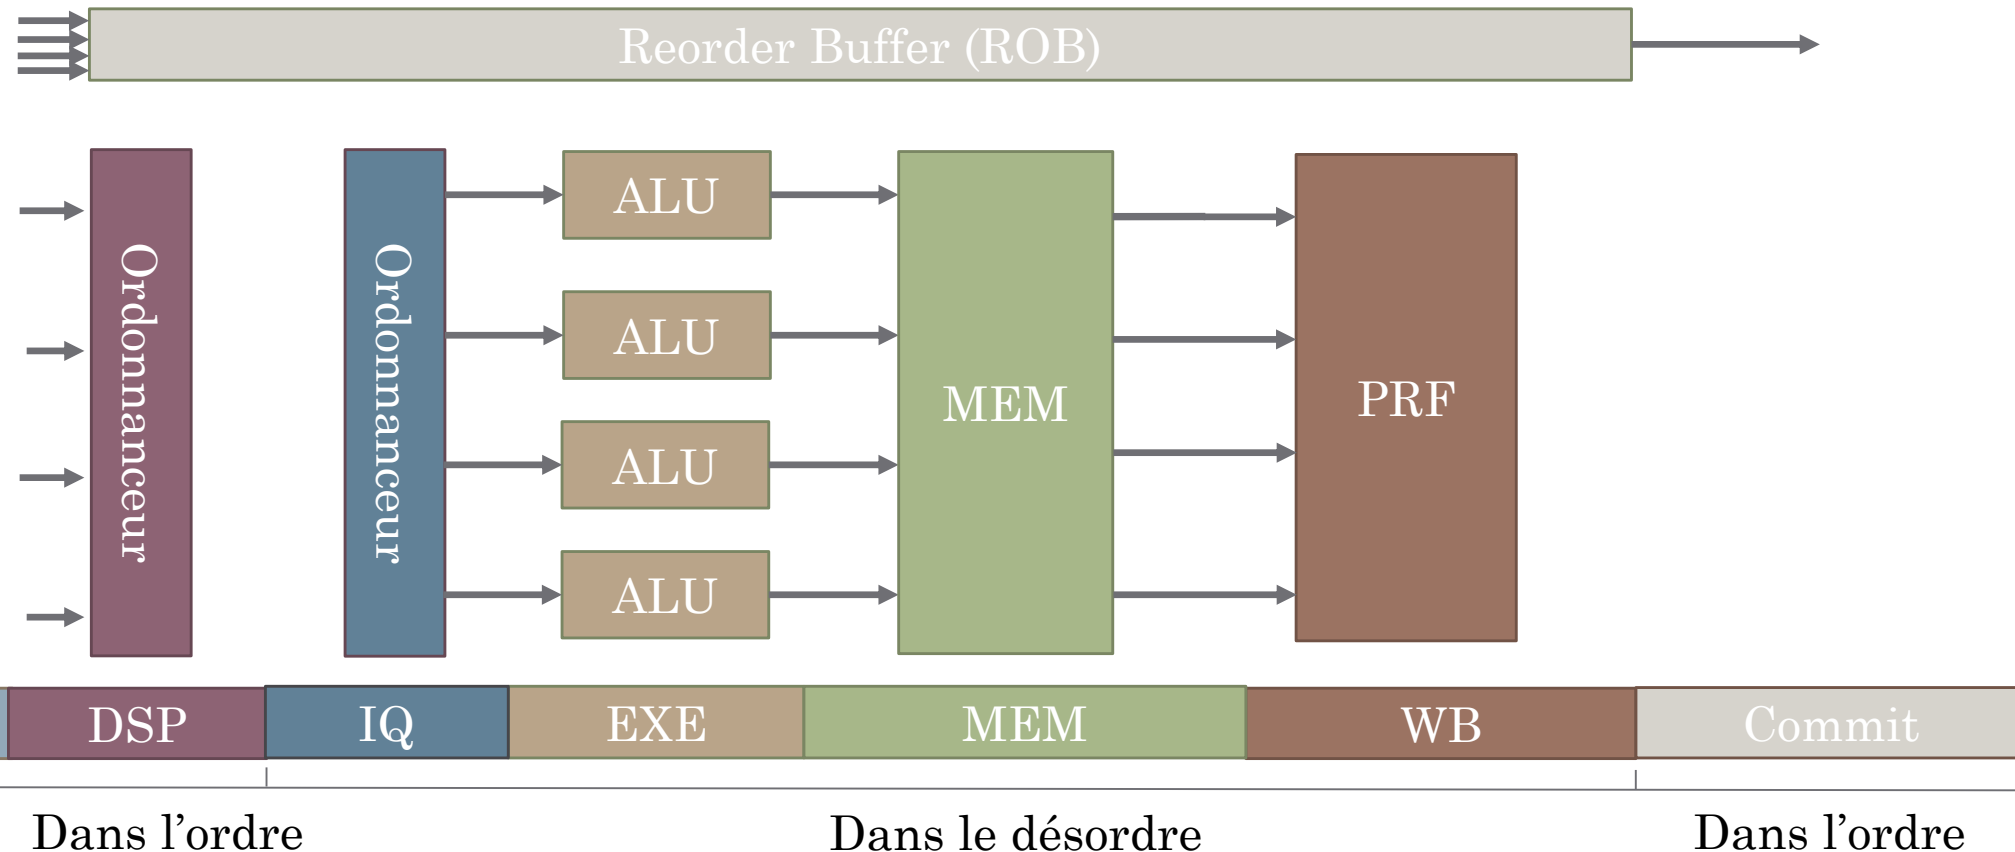 Reorder Buffer (ROB)
Ordonnanceur
Ordonnanceur
ALU
ALU
ALU
ALU
MEM
PRF
DSP
IQ
EXE
MEM
WB
Commit
Dans l’ordre
Dans le désordre
Dans l’ordre